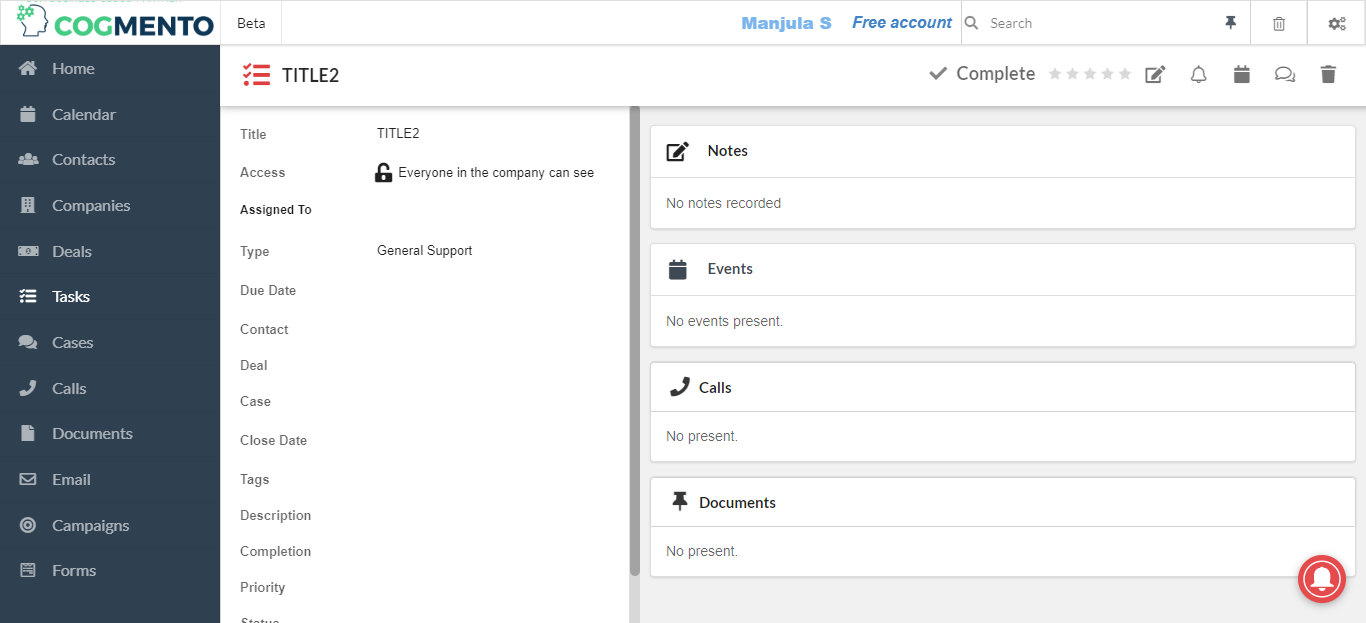 COGMENTO
Beta
Manjula S
Free account
Search
Home
Calendar
Contacts
Companies
Deals
Tasks
Cases
Calls
Documents
Email
Campaigns
Forms
TITLE2
Complete
Title TITLE2
Access Everyone in the company can see
Assigned To
Type General Support
Due Date
Contact
Deal
Case
Close Date
Tags
Description
Completion
Priority
Status
Notes
No notes recorded
Events
No events present.
Calls
No present.
Documents
No present.